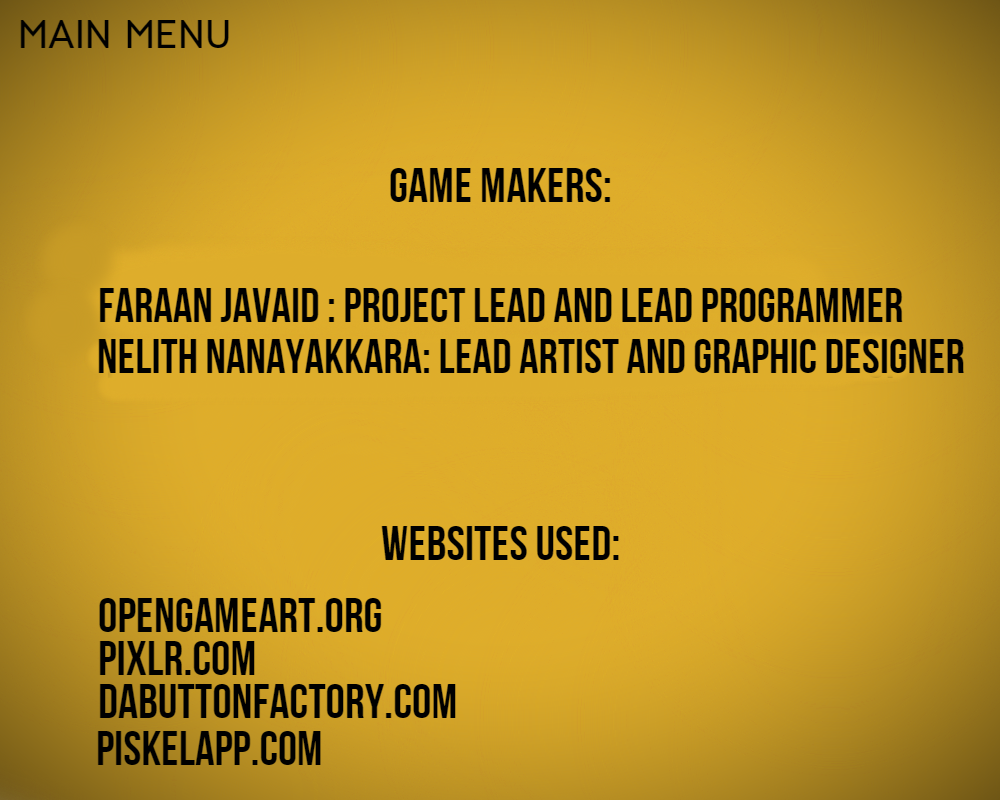 MAIN MENU
GAME MAKERS:
FARAAN JAVAID : PROJECT LEAD AND LEAD PROGRAMMER
NELITH NANAYAKKARA: LEAD ARTIST AND GRAPHIC DESIGNER
WEBSITES USED:
OPENGAMEART.ORG
PIXLR.COM
DABUTTONFACTORY.COM
PISKELAPP.COM